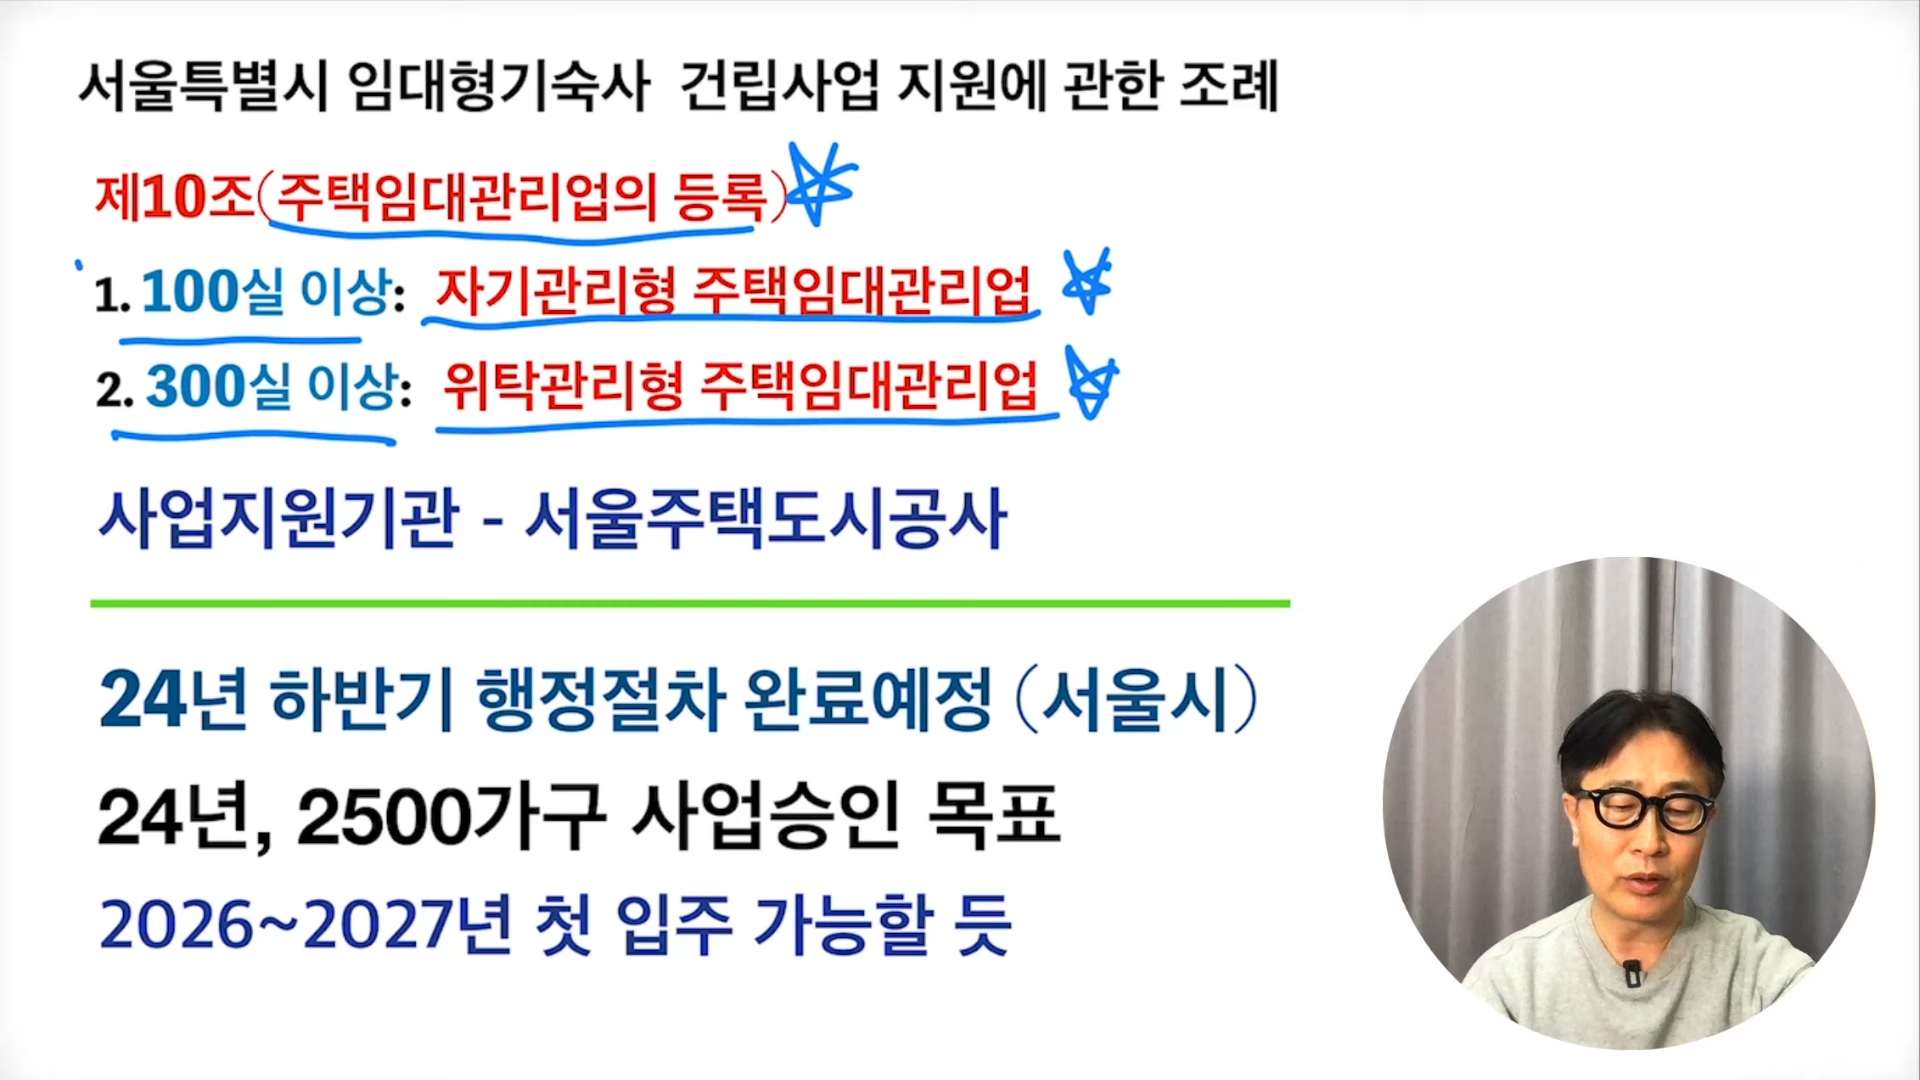 서울특별시 임대형기숙사 건립사업 지원에 관한 조례
제10조(주택임대관리업의 등록)
1. 100실 이상: 자기관리형 주택임대관리업
2. 300실 이상: 위탁관리형 주택임대관리업
사업지원기관 - 서울주택도시공사
24년 하반기 행정절차 완료예정 (서울시)
24년, 2500가구 사업승인 목표
2026~2027년 첫 입주 가능할 듯